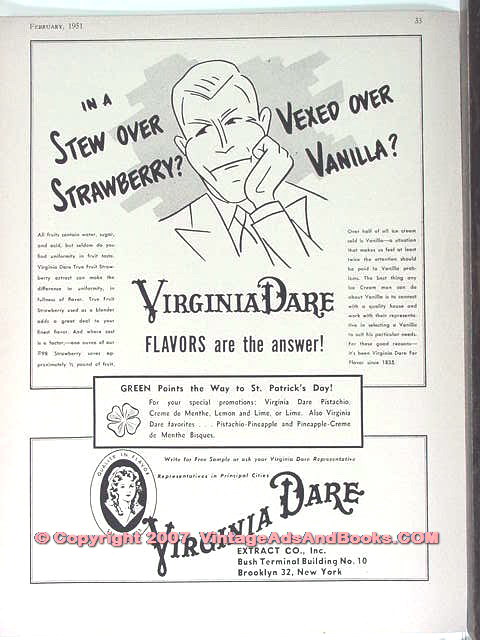 FEBRUARY, 1951
33
IN A
STEW OVER
STRAWBERRY?
VEXED OVER
VANILLA?
All fruits contain water, sugar,
and acid, but seldom do you
find uniformity in fruit taste.
Virginia Dare True Fruit Straw-
berry extract can make the
difference in uniformity, in
fullness of flavor. True Fruit
Strawberry used as a blender
adds a great deal to your
finest flavor. And where cost
is a factor,—one ounce of our
Strawberry saves ap-
proximately ½ pound of fruit.
Over half of all ice cream
sold is Vanilla—a situation
that makes us feel at least
twice the attention should
be paid to Vanilla prob-
lems. The best thing any
Ice Cream man can do
about Vanilla is to contact
with a quality house and
work with their representa-
tive in selecting a Vanilla
to suit his particular needs.
For these good reasons—
it's been Virginia Dare For
Flavor since 1835.
VIRGINIA DARE
FLAVORS are the answer!
GREEN Points the Way to St. Patrick's Day!
For your special promotions: Virginia Dare Pistachio,
Creme de Menthe, Lemon and Lime, or Lime. Also Virginia
Dare favorites . . . Pistachio-Pineapple and Pineapple-Creme
de Menthe Bisques.
QUALITY IN FLAVOR
Write for Free Sample or ask your Virginia Dare Representative
Representatives in Principal Cities
VIRGINIA DARE
© Copyright 2007, VintageAdsAndBooks.COM
EXTRACT CO., Inc.
Bush Terminal Building No. 10
Brooklyn 32, New York